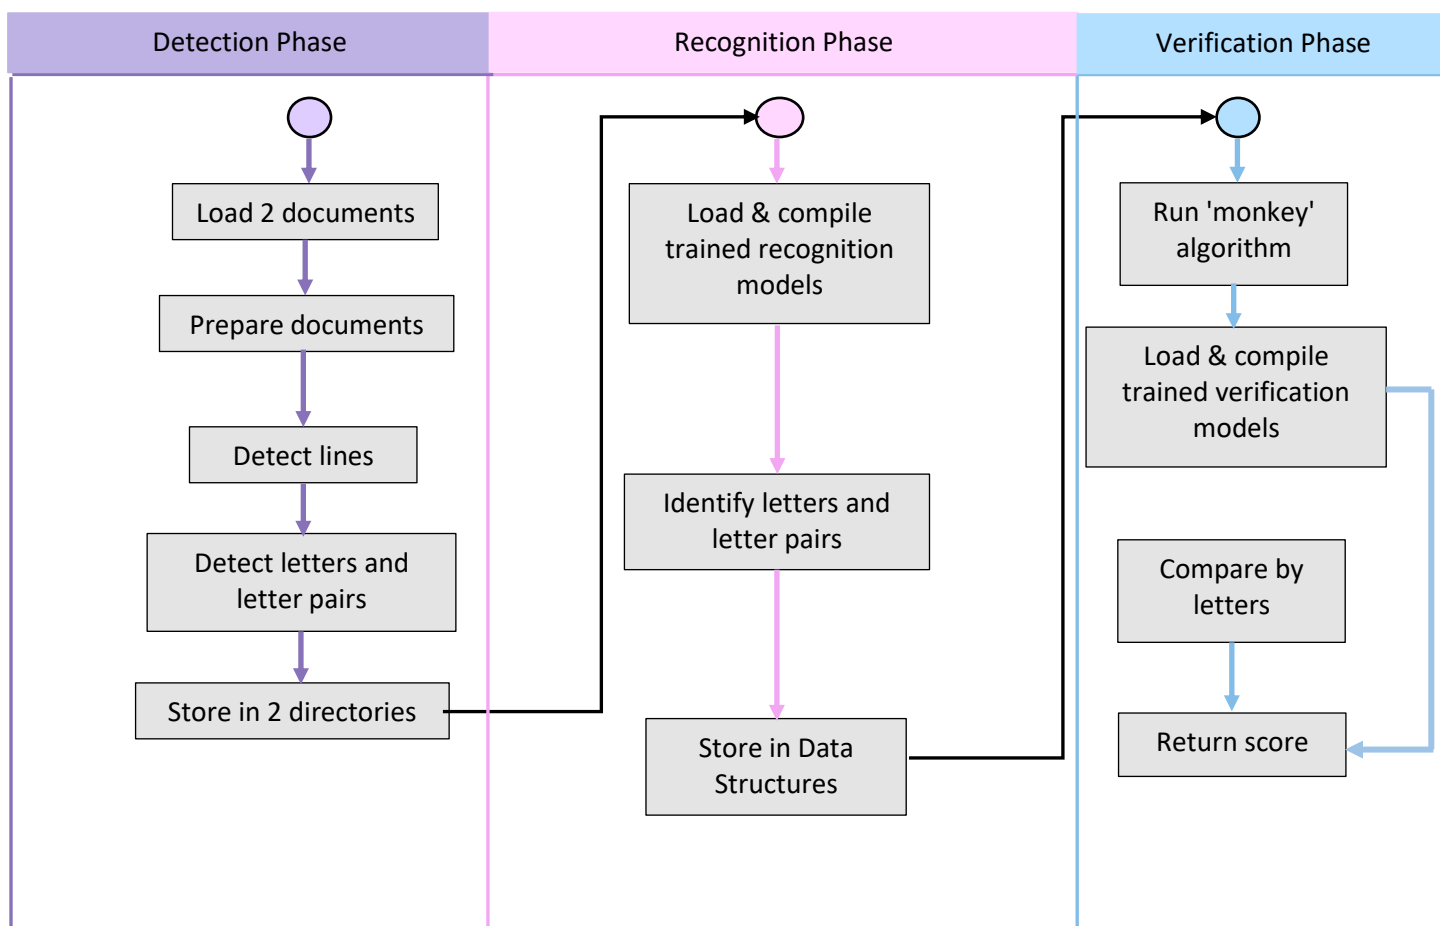 Detection Phase
Recognition Phase
Verification Phase
Load 2 documents
Prepare documents
Detect lines
Detect letters and
letter pairs
Store in 2 directories
Load & compile
trained recognition
models
Identify letters and
letter pairs
Store in Data
Structures
Run 'monkey'
algorithm
Load & compile
trained verification
models
Compare by
letters
Return score